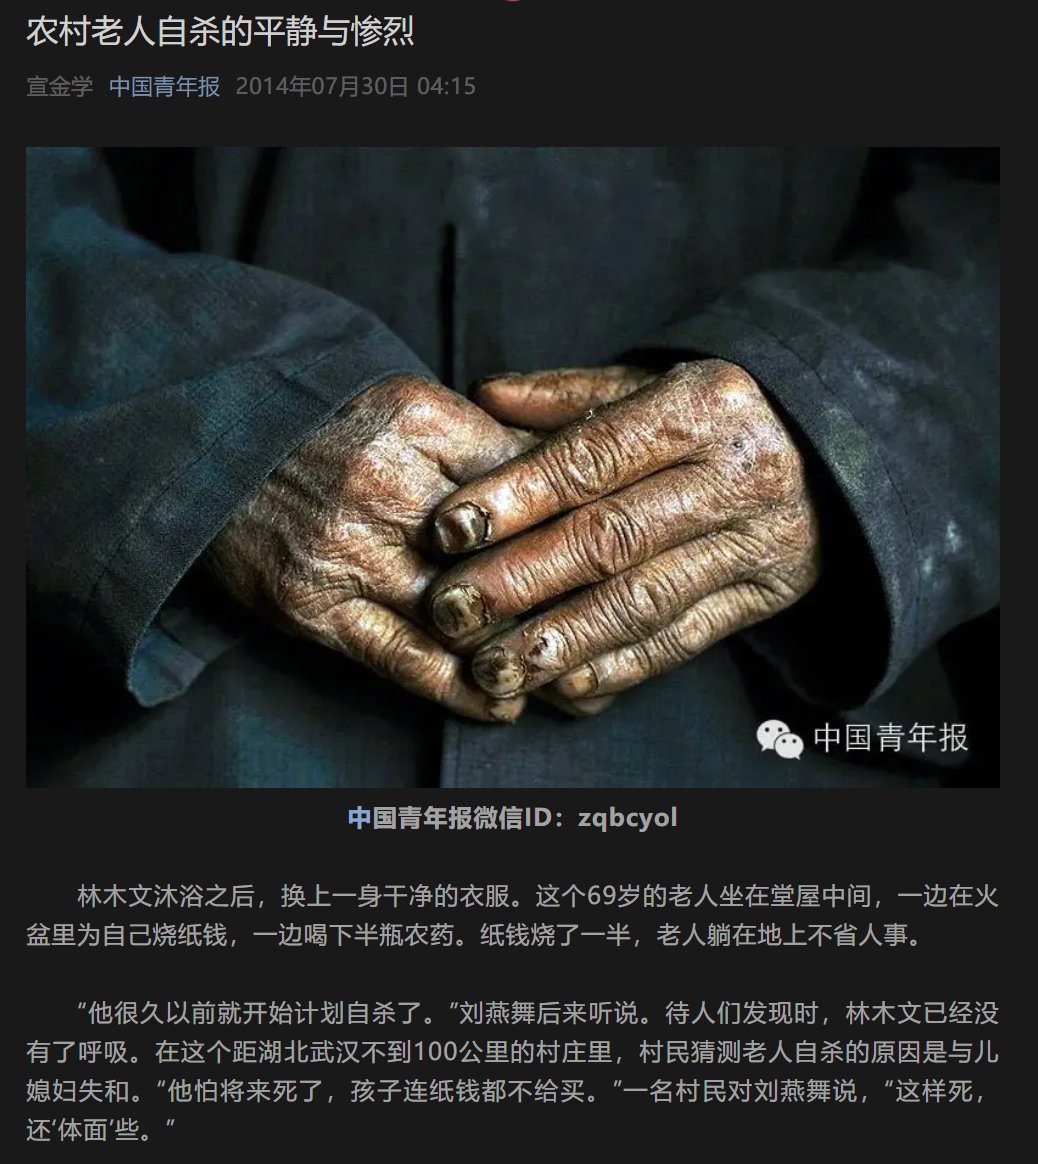 农村老人自杀的平静与惨烈
宣金学 中国青年报 2014年07月30日 04:15
中国青年报
中国青年报微信ID：zqbcyol
林木文沐浴之后，换上一身干净的衣服。这个69岁的老人坐在堂屋中间，一边在火
盆里为自己烧纸钱，一边喝下半瓶农药。纸钱烧了一半，老人躺在地上不省人事。
“他很久以前就开始计划自杀了。”刘燕舞后来听说。待人们发现时，林木文已经没
有了呼吸。在这个距湖北武汉不到100公里的村庄里，村民猜测老人自杀的原因是与儿
媳妇失和。“他怕将来死了，孩子连纸钱都不给买。”一名村民对刘燕舞说，“这样死，
还‘体面’些。”